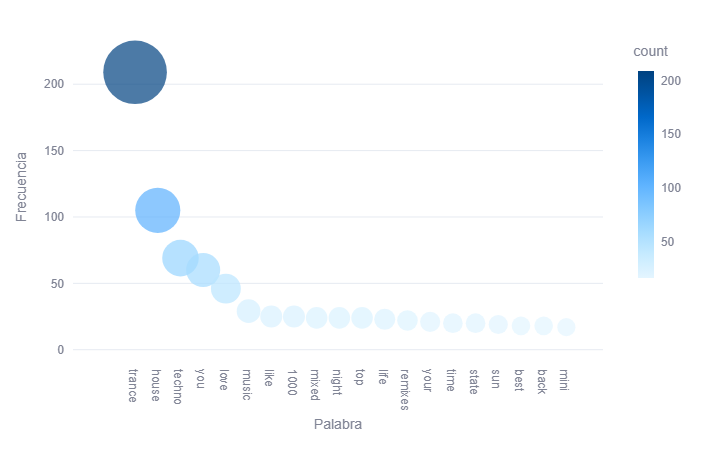 count
200
150
100
50
200
150
100
50
0
Frecuencia
trance
house
techno
you
love
music
like
1000
mixed
night
top
life
remixes
your
time
state
sun
best
back
mini
Palabra